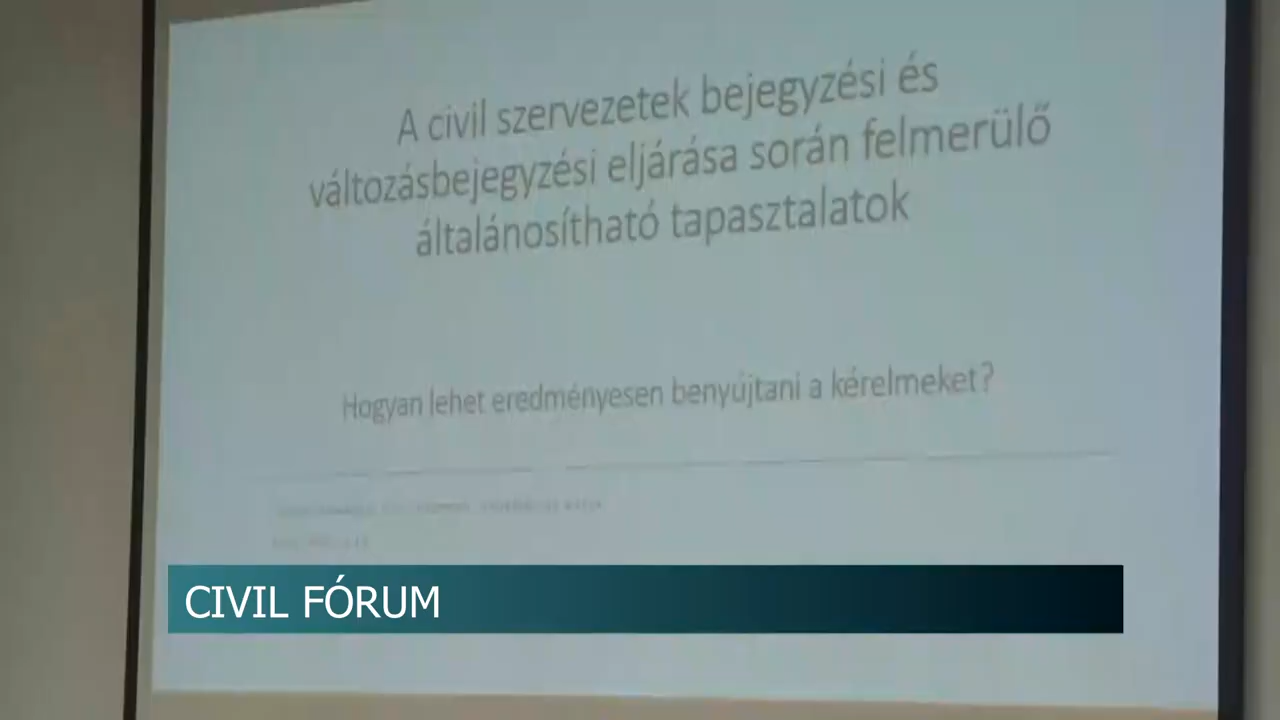 A civil szervezetek bejegyzési és
változásbejegyzési eljárása során felmerülő
általánosítható tapasztalatok
Hogyan lehet eredményesen benyújtani a kérelmeket?
CIVIL FÓRUM